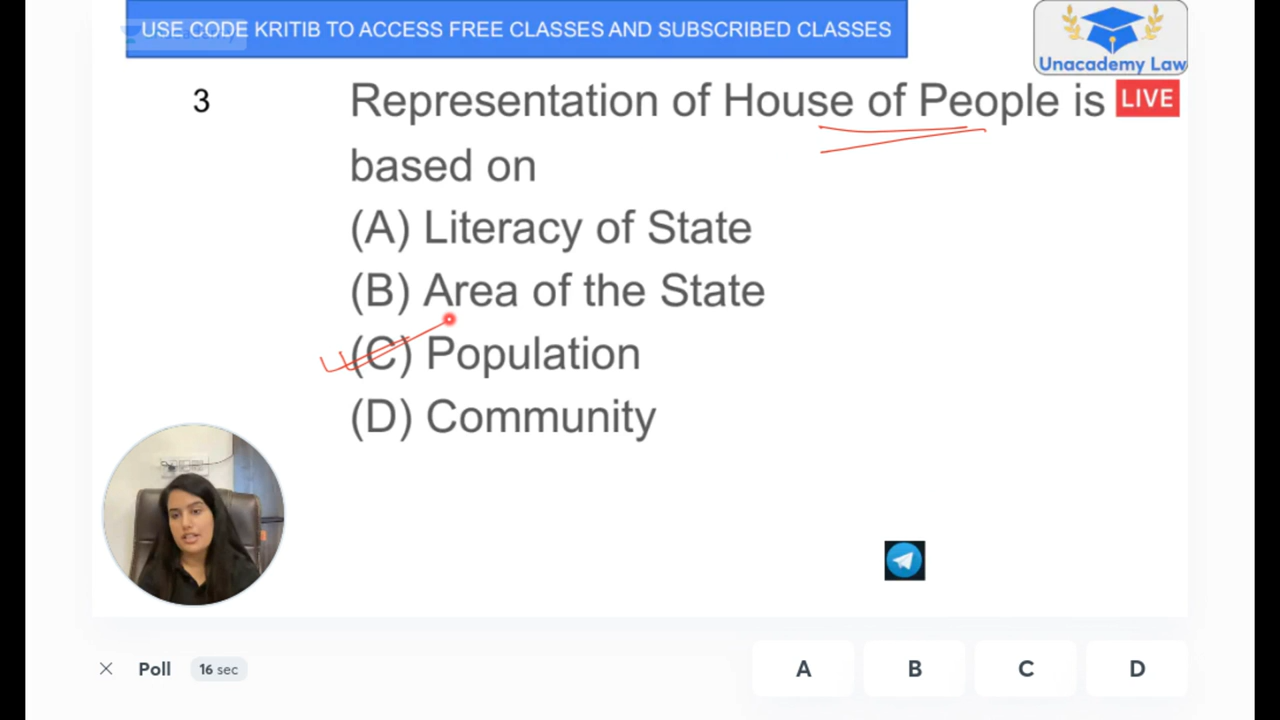 USE CODE KRITIB TO ACCESS FREE CLASSES AND SUBSCRIBED CLASSES
Unacademy Law
3
Representation of House of People is
LIVE
based on
(A) Literacy of State
(B) Area of the State
(C) Population
(D) Community
Poll
16 sec
A
B
C
D